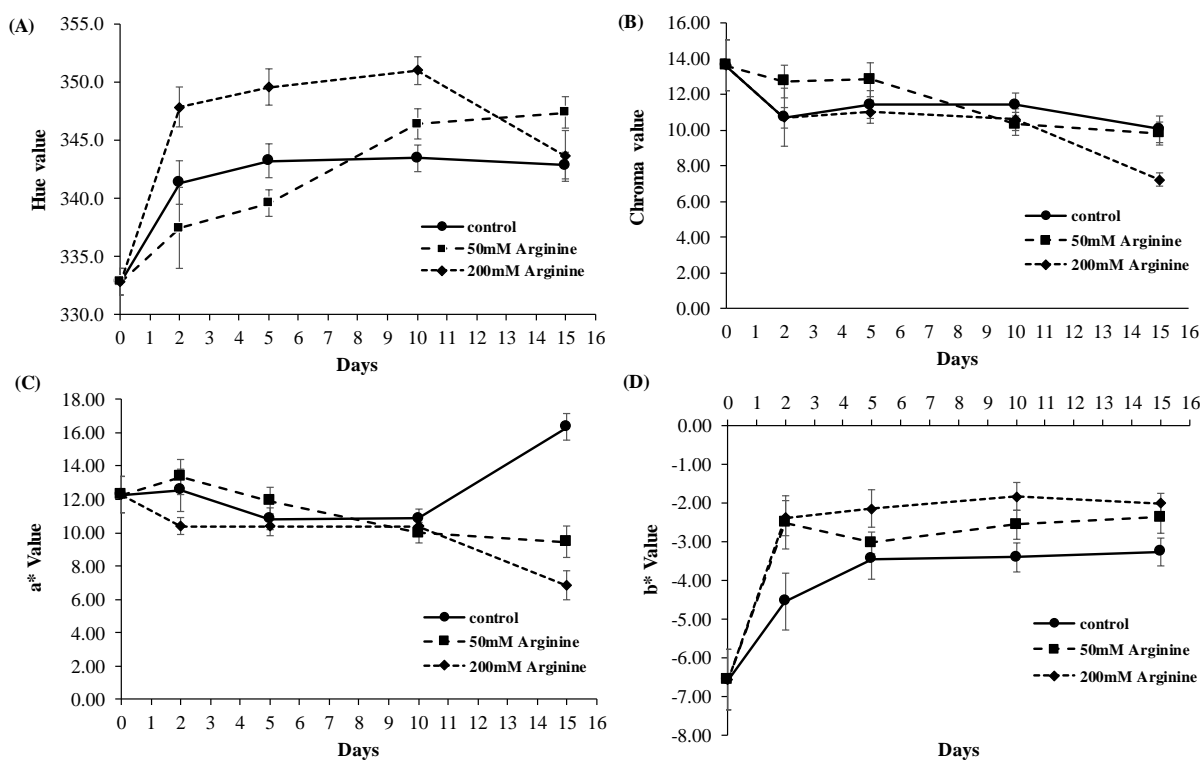 (A)
355.0
350.0
345.0
340.0
335.0
330.0
Hue value
control
50mM Arginine
200mM Arginine
0 1 2 3 4 5 6 7 8 9 10 11 12 13 14 15 16
Days
(B)
16.00
14.00
12.00
10.00
8.00
6.00
4.00
2.00
0.00
Chroma value
control
50mM Arginine
200mM Arginine
0 1 2 3 4 5 6 7 8 9 10 11 12 13 14 15 16
Days
(C)
18.00
16.00
14.00
12.00
10.00
8.00
6.00
4.00
2.00
0.00
a* Value
control
50mM Arginine
200mM Arginine
0 1 2 3 4 5 6 7 8 9 10 11 12 13 14 15 16
Days
(D)
0 1 2 3 4 5 6 7 8 9 10 11 12 13 14 15 16
0.00
-1.00
-2.00
-3.00
-4.00
-5.00
-6.00
-7.00
-8.00
b* Value
control
50mM Arginine
200mM Arginine
Days